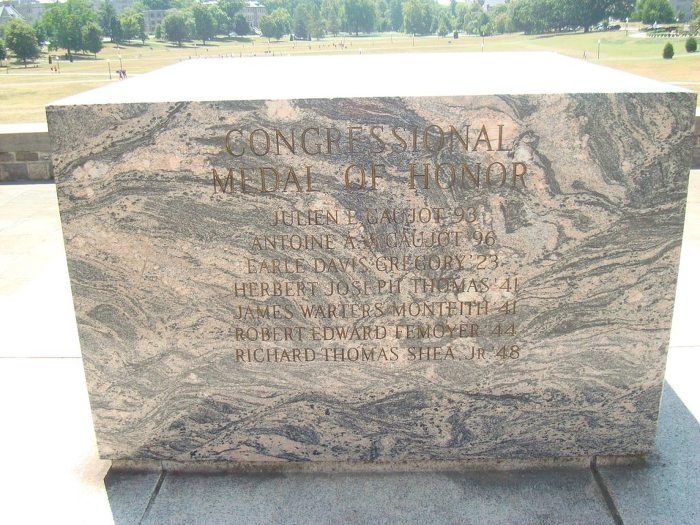 CONGRESSIONAL
MEDAL OF HONOR
JULIEN E. GAUJOT '93
ANTOINE A.M. GAUJOT '96
EARLE DAVIS GREGORY '23
HERBERT JOSEPH THOMAS '41
JAMES WARTERS MONTEITH '41
ROBERT EDWARD FEMOYER '44
RICHARD THOMAS SHEA, JR. '48